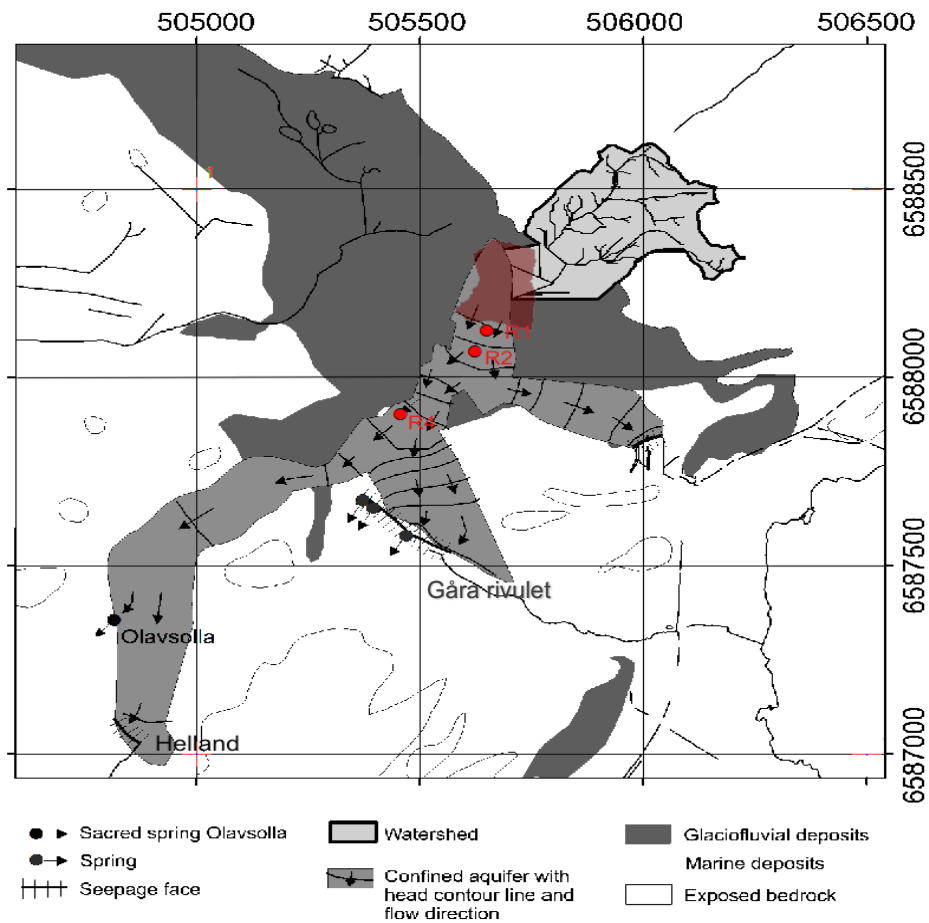 505000 505500 506000 506500
6588500
6588000
6587500
6587000
1
R1
R2
R4
Gåra rivulet
Olavsolla
Helland
Sacred spring Olavsolla
Spring
Seepage face
Watershed
Confined aquifer with
head contour line and
flow direction
Glaciofluvial deposits
Marine deposits
Exposed bedrock